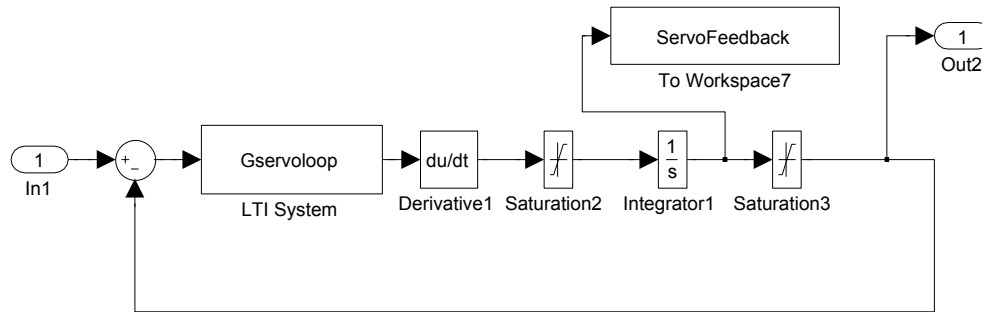 ServoFeedback
To Workspace7
1
Out2
1
In1
+
−
Gservoloop
LTI System
du/dt
Derivative1
Saturation2
1
s
Integrator1
Saturation3